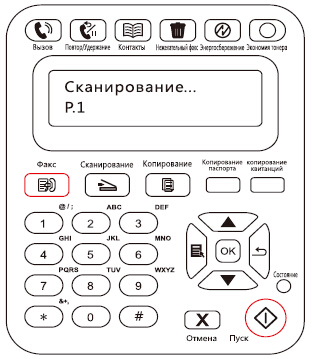 Вызов Повтор/Удержание Контакты Нежелательный факс Энергосбережение Экономия тонера
Сканирование...
P.1
Факс Сканирование Копирование Копирование паспорта копирование квитанций
@ / : ABC DEF
1 2 3
GHI JKL MNO
4 5 6
OK
PQRS TUV WXYZ
7 8 9
Состояние
&+,
* 0 #
X
Отмена Пуск